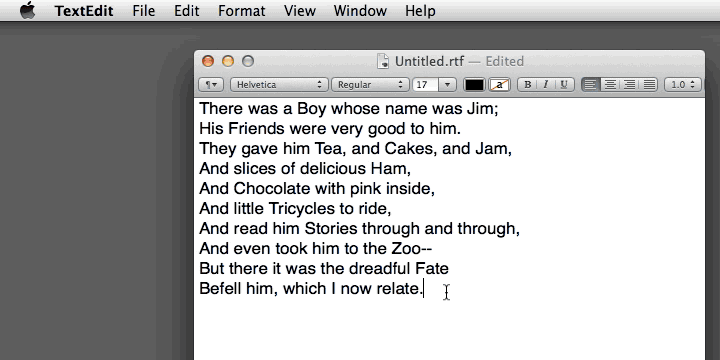 TextEdit File Edit Format View Window Help
Untitled.rtf — Edited
¶ Helvetica Regular 17 a B I U 1.0
There was a Boy whose name was Jim;
His Friends were very good to him.
They gave him Tea, and Cakes, and Jam,
And slices of delicious Ham,
And Chocolate with pink inside,
And little Tricycles to ride,
And read him Stories through and through,
And even took him to the Zoo--
But there it was the dreadful Fate
Befell him, which I now relate.